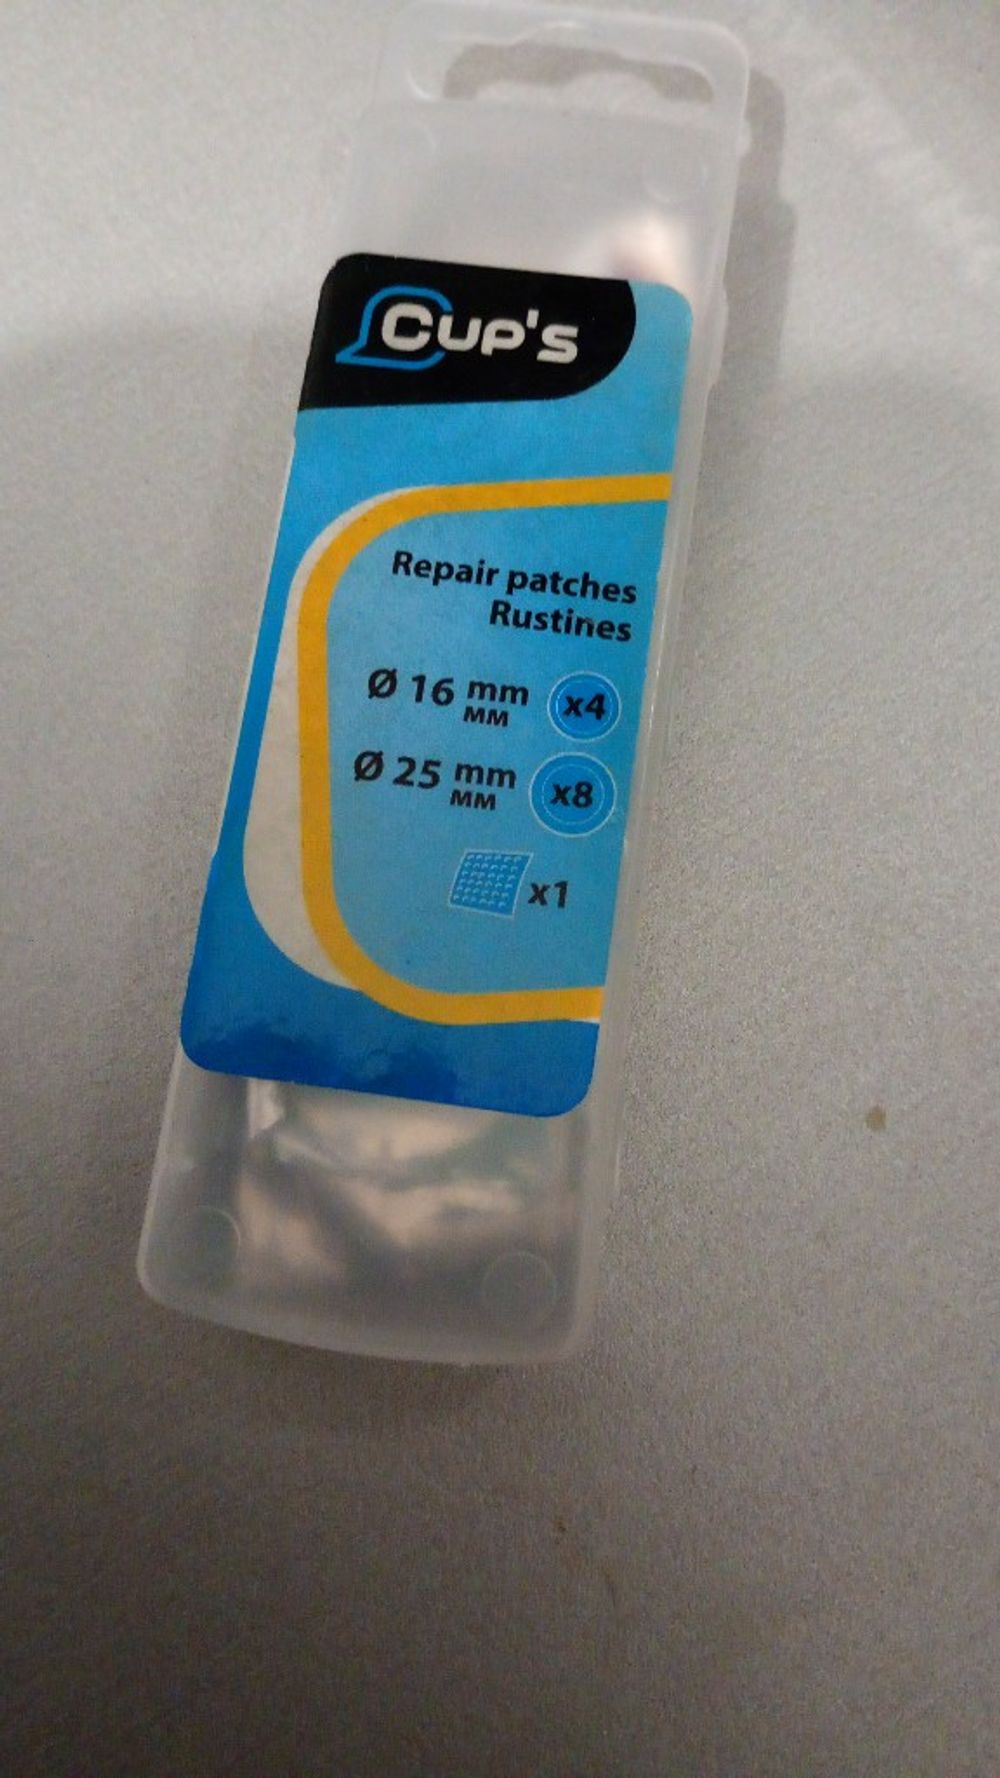 Cup's
Repair patches
Rustines
Ø 16 mm x4
мм
Ø 25 mm x8
мм
x1